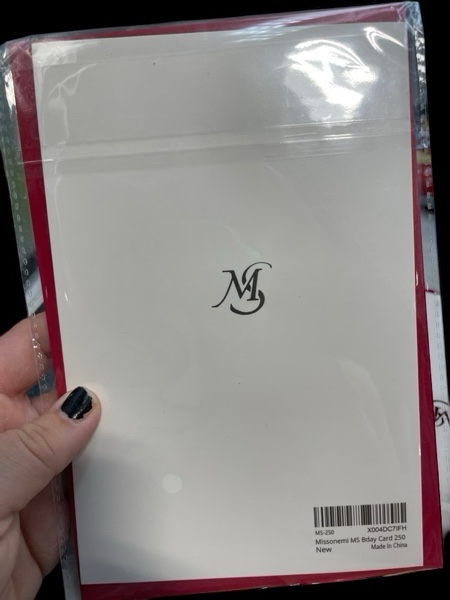 MS
MS-250 X004DC7IFH
Missonemi MS Bday Card 250
New Made in China